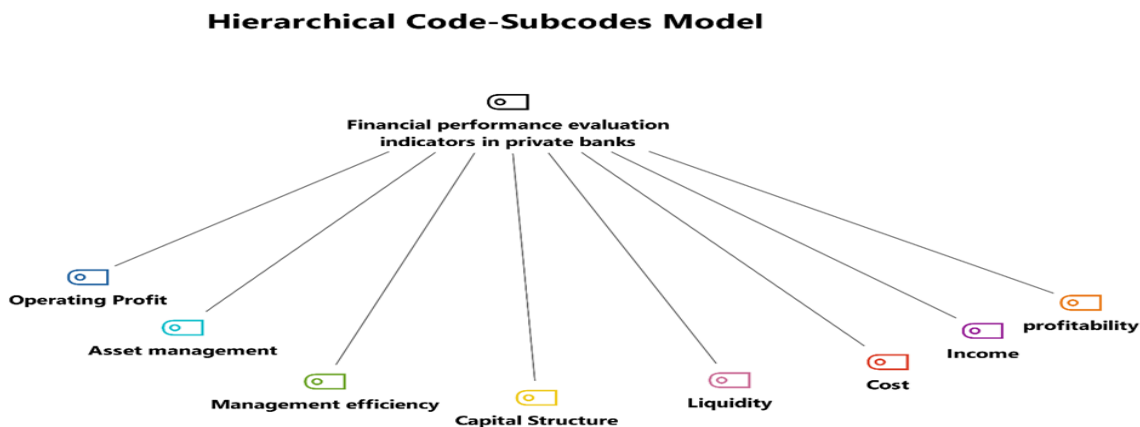 Hierarchical Code-Subcodes Model
Financial performance evaluation
indicators in private banks
Operating Profit
Asset management
Management efficiency
Capital Structure
Liquidity
Cost
Income
profitability